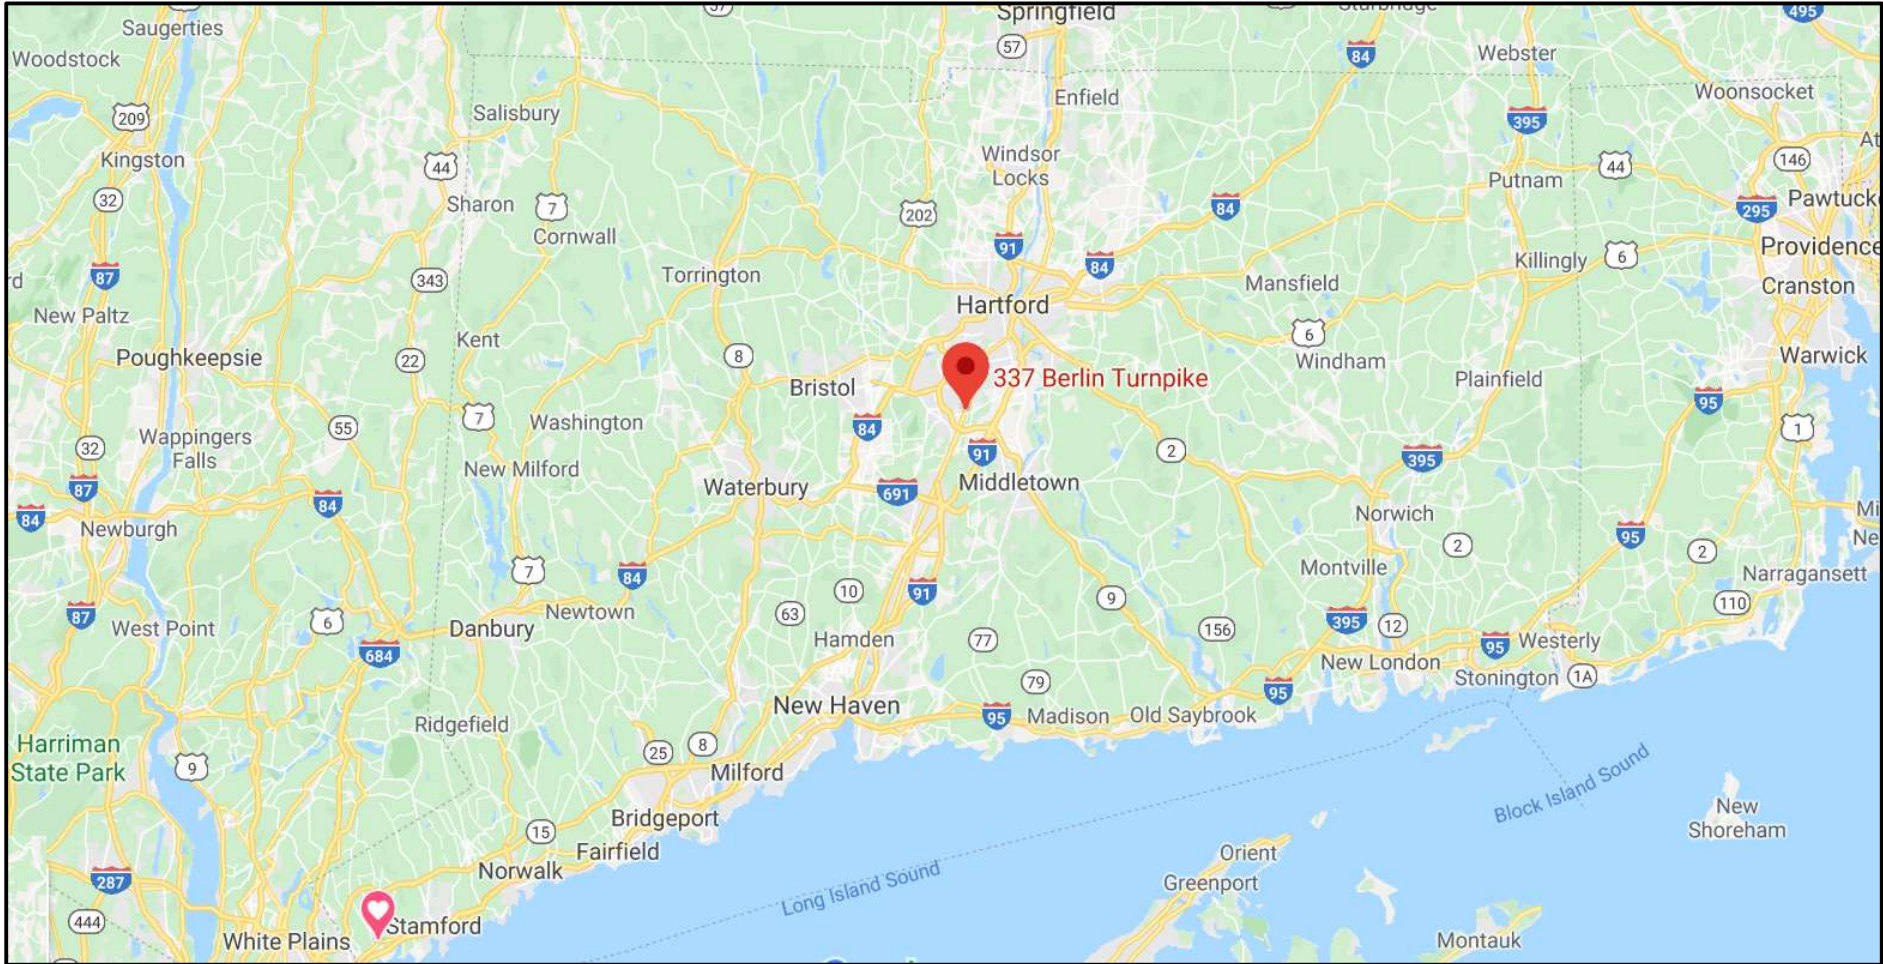 Saugerties
Springfield
57
495
Woodstock
57
84
Webster
Enfield
Woonsocket
209
Salisbury
395
Kingston
44
Windsor
Locks
44
146
Putnam
32
Sharon
7
202
84
295
Cornwall
91
Providence
87
343
Torrington
84
Killingly
6
Mansfield
Cranston
Hartford
New Paltz
6
Kent
8
Windham
Poughkeepsie
22
Warwick
337 Berlin Turnpike
Bristol
Plainfield
95
7
Washington
55
84
1
Wappingers
Falls
32
91
2
395
New Milford
Middletown
87
Waterbury
691
84
84
Newburgh
Norwich
95
2
2
7
84
Montville
Narragansett
10
91
9
Newtown
110
87
6
63
395
12
West Point
Danbury
Hamden
77
156
95
Westerly
684
New London
79
Stonington
1A
95
New Haven
95
Madison
Old Saybrook
Ridgefield
Harriman
State Park
25
8
9
Milford
Block Island Sound
New
Shoreham
Bridgeport
15
Fairfield
Orient
Norwalk
287
Greenport
Long Island Sound
444
Stamford
White Plains
Montauk